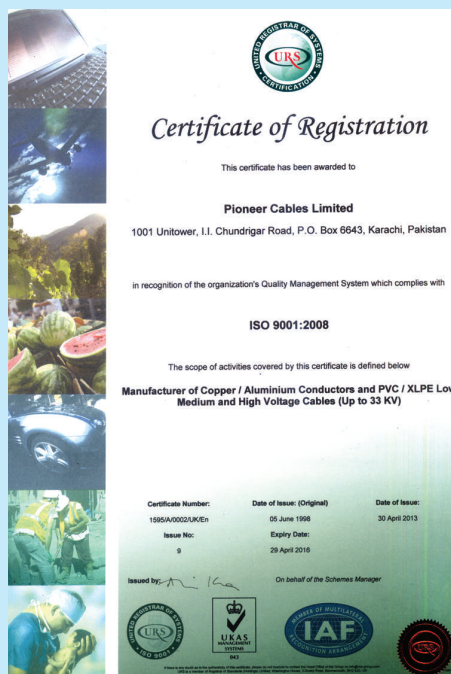 UNITED REGISTRAR OF SYSTEMS
URS
CERTIFICATION
Certificate of Registration
This certificate has been awarded to
Pioneer Cables Limited
1001 Unitower, I.I. Chundrigar Road, P.O. Box 6643, Karachi, Pakistan
in recognition of the organization's Quality Management System which complies with
ISO 9001:2008
The scope of activities covered by this certificate is defined below
Manufacturer of Copper / Aluminium Conductors and PVC / XLPE Lo
Medium and High Voltage Cables (Up to 33 KV)
Certificate Number: Date of Issue: (Original) Date of Issue:
1595/A/0002/UK/En 05 June 1998 30 April 2013
Issue No: Expiry Date:
9 29 April 2016
Issued by: On behalf of the Schemes Manager
UNITED REGISTRAR OF SYSTEMS
URS
ISO 9001
UKAS
MANAGEMENT
SYSTEMS
043
MEMBER OF MULTILATERAL
IAF
RECOGNITION ARRANGEMENT
URS